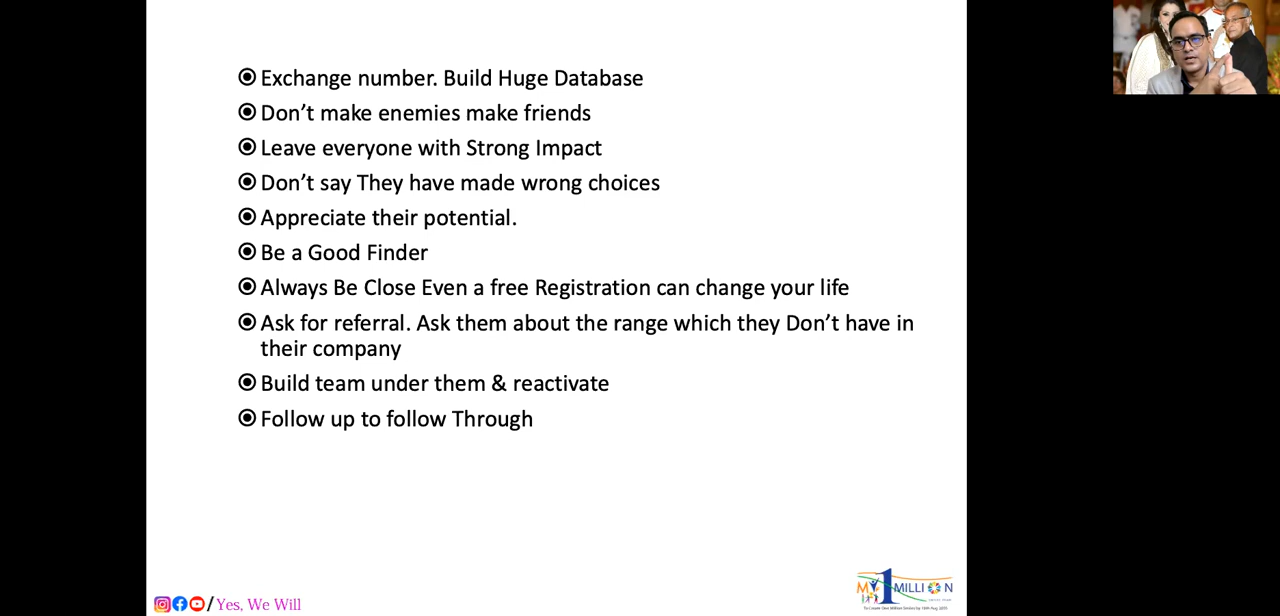 Exchange number. Build Huge Database
Don't make enemies make friends
Leave everyone with Strong Impact
Don't say They have made wrong choices
Appreciate their potential.
Be a Good Finder
Always Be Close Even a free Registration can change your life
Ask for referral. Ask them about the range which they Don't have in
their company
Build team under them & reactivate
Follow up to follow Through
/Yes, We Will
MY 1 MILLION